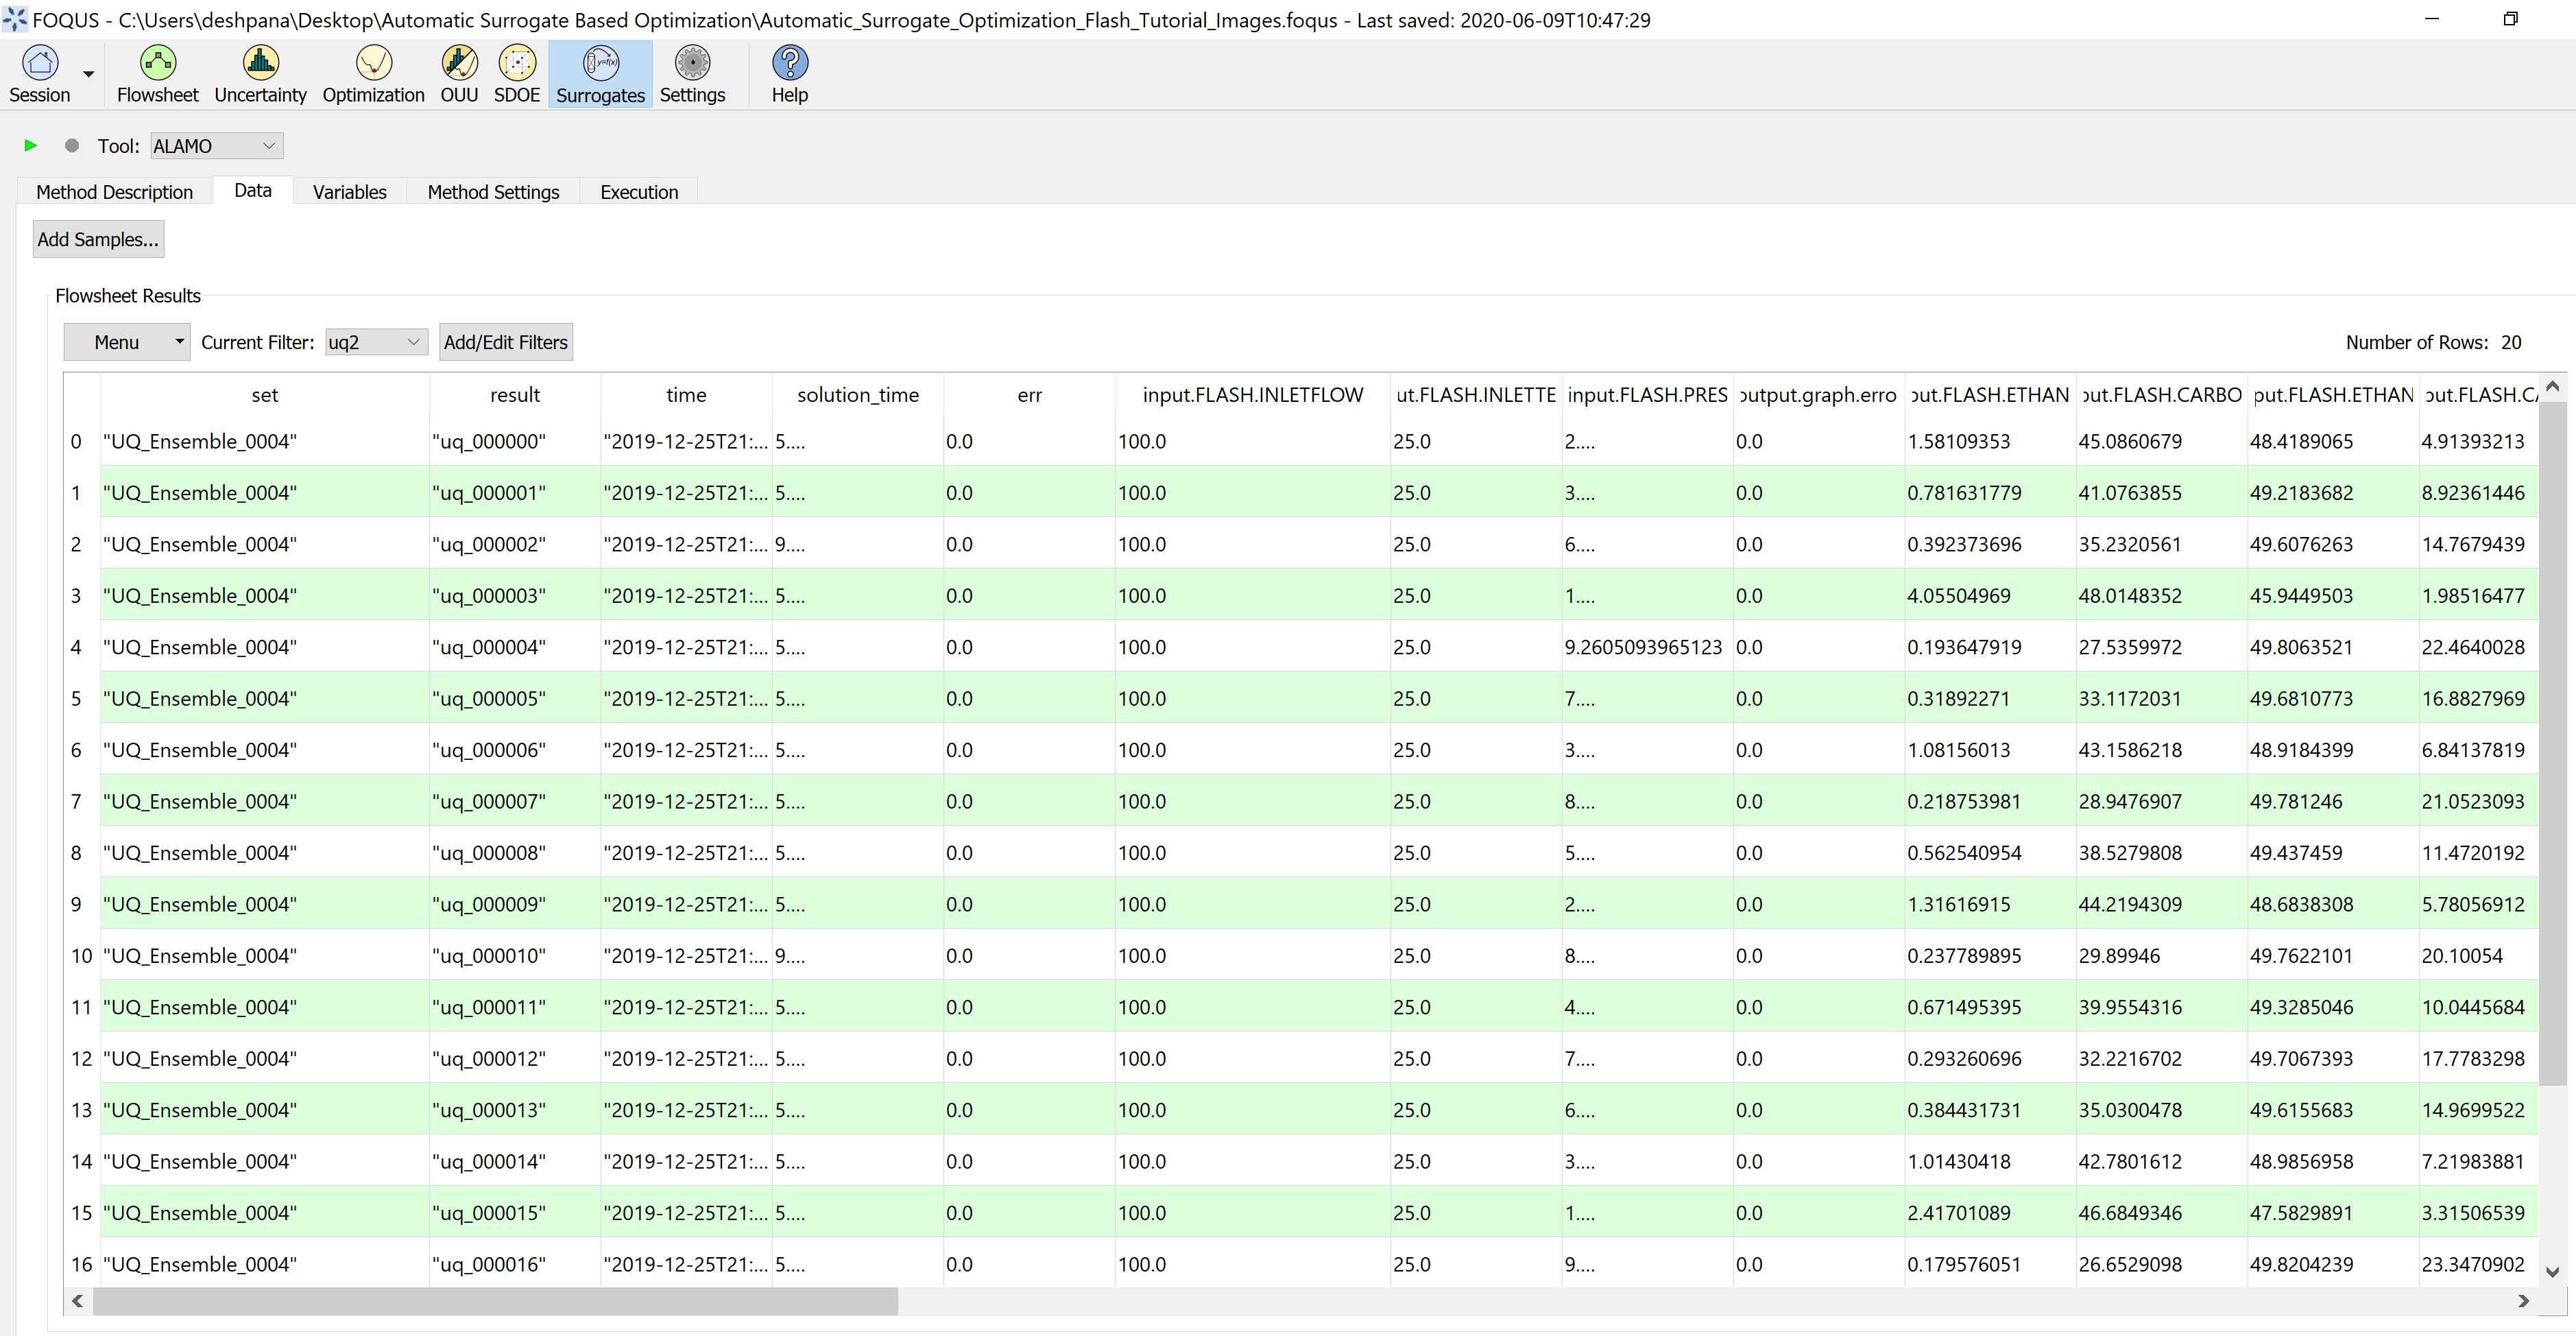 FOQUS - C:\Users\deshpana\Desktop\Automatic Surrogate Based Optimization\Automatic_Surrogate_Optimization_Flash_Tutorial_Images.foqus - Last saved: 2020-06-09T10:47:29
Session Flowsheet Uncertainty Optimization OUU SDOE Surrogates Settings Help
Tool: ALAMO
Method Description Data Variables Method Settings Execution
Add Samples...
Flowsheet Results
Menu Current Filter: uq2 Add/Edit Filters Number of Rows: 20
set result time solution_time err input.FLASH.INLETFLOW ut.FLASH.INLETTE input.FLASH.PRES output.graph.erro out.FLASH.ETHAN out.FLASH.CARBO put.FLASH.ETHAN out.FLASH.CA
0 "UQ_Ensemble_0004" "uq_000000" "2019-12-25T21:... 5.... 0.0 100.0 25.0 2.... 0.0 1.58109353 45.0860679 48.4189065 4.91393213
1 "UQ_Ensemble_0004" "uq_000001" "2019-12-25T21:... 5.... 0.0 100.0 25.0 3.... 0.0 0.781631779 41.0763855 49.2183682 8.92361446
2 "UQ_Ensemble_0004" "uq_000002" "2019-12-25T21:... 9.... 0.0 100.0 25.0 6.... 0.0 0.392373696 35.2320561 49.6076263 14.7679439
3 "UQ_Ensemble_0004" "uq_000003" "2019-12-25T21:... 5.... 0.0 100.0 25.0 1.... 0.0 4.05504969 48.0148352 45.9449503 1.98516477
4 "UQ_Ensemble_0004" "uq_000004" "2019-12-25T21:... 5.... 0.0 100.0 25.0 9.2605093965123 0.0 0.193647919 27.5359972 49.8063521 22.4640028
5 "UQ_Ensemble_0004" "uq_000005" "2019-12-25T21:... 5.... 0.0 100.0 25.0 7.... 0.0 0.31892271 33.1172031 49.6810773 16.8827969
6 "UQ_Ensemble_0004" "uq_000006" "2019-12-25T21:... 5.... 0.0 100.0 25.0 3.... 0.0 1.08156013 43.1586218 48.9184399 6.84137819
7 "UQ_Ensemble_0004" "uq_000007" "2019-12-25T21:... 5.... 0.0 100.0 25.0 8.... 0.0 0.218753981 28.9476907 49.781246 21.0523093
8 "UQ_Ensemble_0004" "uq_000008" "2019-12-25T21:... 5.... 0.0 100.0 25.0 5.... 0.0 0.562540954 38.5279808 49.437459 11.4720192
9 "UQ_Ensemble_0004" "uq_000009" "2019-12-25T21:... 5.... 0.0 100.0 25.0 2.... 0.0 1.31616915 44.2194309 48.6838308 5.78056912
10 "UQ_Ensemble_0004" "uq_000010" "2019-12-25T21:... 9.... 0.0 100.0 25.0 8.... 0.0 0.237789895 29.89946 49.7622101 20.10054
11 "UQ_Ensemble_0004" "uq_000011" "2019-12-25T21:... 5.... 0.0 100.0 25.0 4.... 0.0 0.671495395 39.9554316 49.3285046 10.0445684
12 "UQ_Ensemble_0004" "uq_000012" "2019-12-25T21:... 5.... 0.0 100.0 25.0 7.... 0.0 0.293260696 32.2216702 49.7067393 17.7783298
13 "UQ_Ensemble_0004" "uq_000013" "2019-12-25T21:... 5.... 0.0 100.0 25.0 6.... 0.0 0.384431731 35.0300478 49.6155683 14.9699522
14 "UQ_Ensemble_0004" "uq_000014" "2019-12-25T21:... 5.... 0.0 100.0 25.0 3.... 0.0 1.01430418 42.7801612 48.9856958 7.21983881
15 "UQ_Ensemble_0004" "uq_000015" "2019-12-25T21:... 5.... 0.0 100.0 25.0 1.... 0.0 2.41701089 46.6849346 47.5829891 3.31506539
16 "UQ_Ensemble_0004" "uq_000016" "2019-12-25T21:... 5.... 0.0 100.0 25.0 9.... 0.0 0.179576051 26.6529098 49.8204239 23.3470902